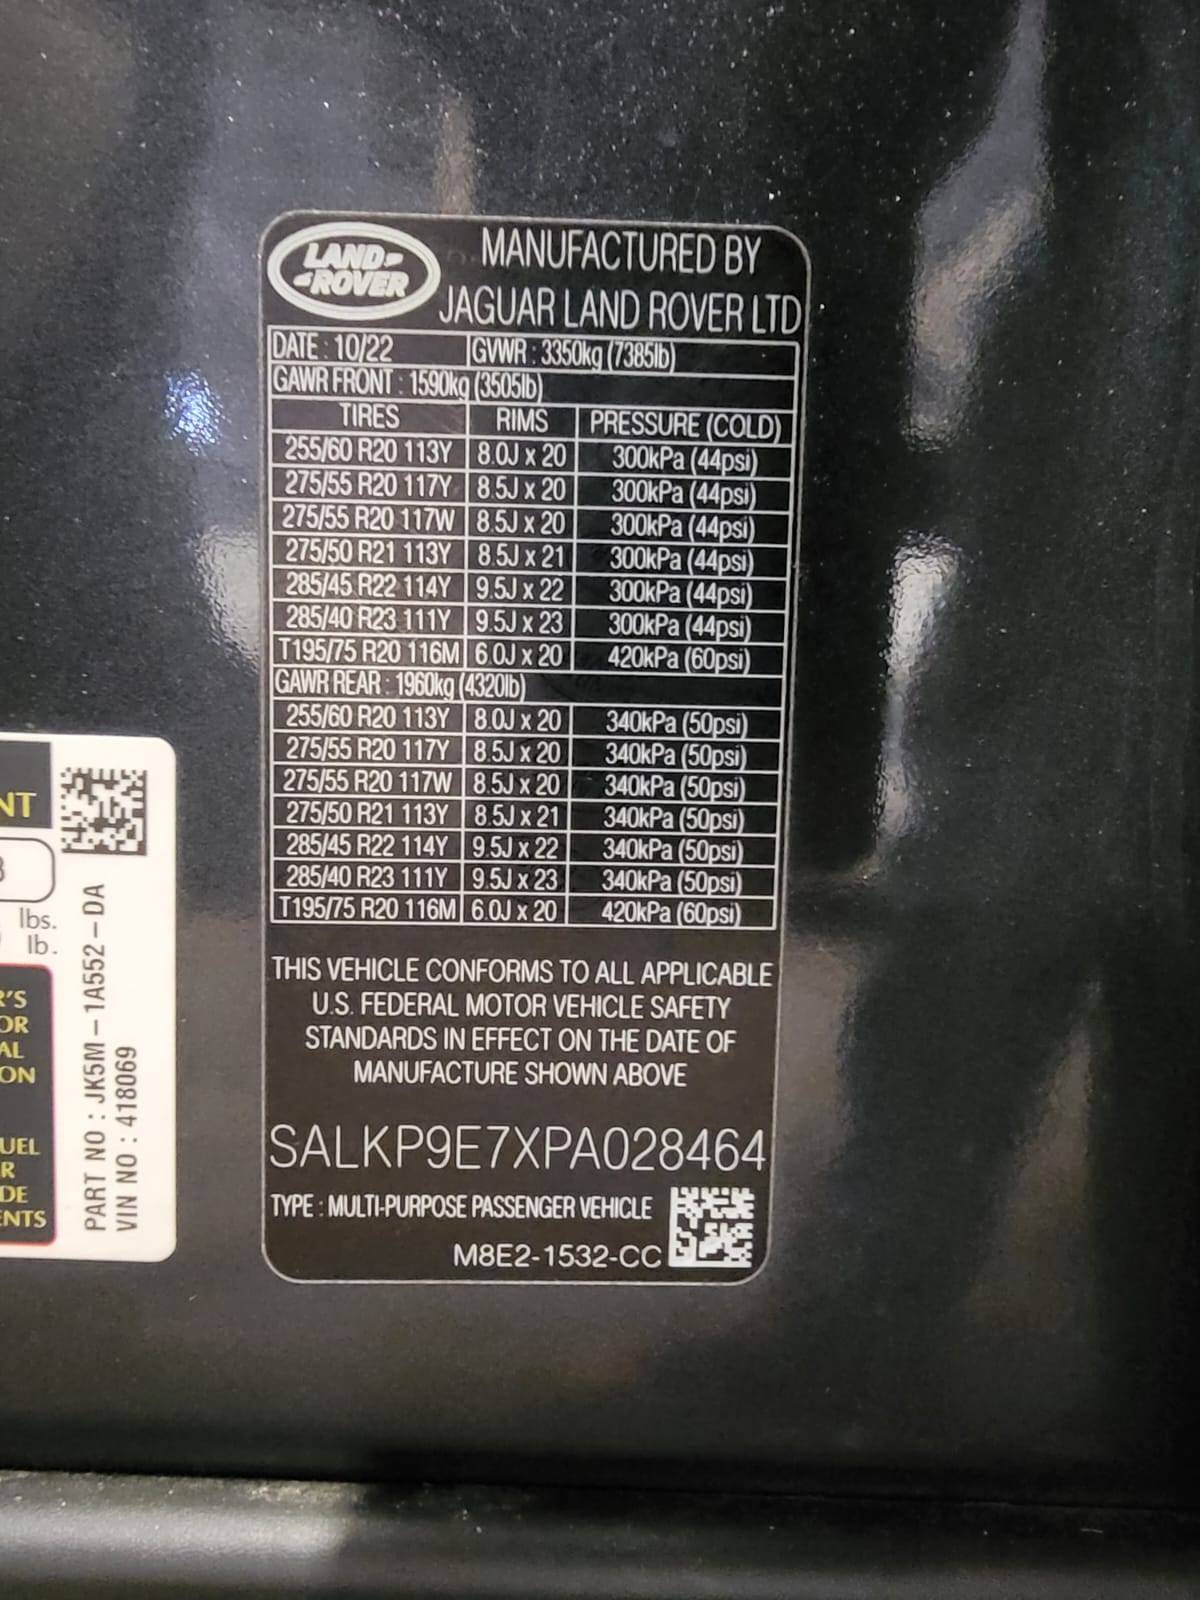 LAND-
-ROVER
MANUFACTURED BY
JAGUAR LAND ROVER LTD
DATE : 10/22 GVWR : 3350kg (7385lb)
GAWR FRONT : 1590kg (3505lb)
TIRES RIMS PRESSURE (COLD)
255/60 R20 113Y 8.0J x 20 300kPa (44psi)
275/55 R20 117Y 8.5J x 20 300kPa (44psi)
275/55 R20 117W 8.5J x 20 300kPa (44psi)
275/50 R21 113Y 8.5J x 21 300kPa (44psi)
285/45 R22 114Y 9.5J x 22 300kPa (44psi)
285/40 R23 111Y 9.5J x 23 300kPa (44psi)
T195/75 R20 116M 6.0J x 20 420kPa (60psi)
GAWR REAR : 1960kg (4320lb)
255/60 R20 113Y 8.0J x 20 340kPa (50psi)
275/55 R20 117Y 8.5J x 20 340kPa (50psi)
275/55 R20 117W 8.5J x 20 340kPa (50psi)
275/50 R21 113Y 8.5J x 21 340kPa (50psi)
285/45 R22 114Y 9.5J x 22 340kPa (50psi)
285/40 R23 111Y 9.5J x 23 340kPa (50psi)
T195/75 R20 116M 6.0J x 20 420kPa (60psi)
THIS VEHICLE CONFORMS TO ALL APPLICABLE
U.S. FEDERAL MOTOR VEHICLE SAFETY
STANDARDS IN EFFECT ON THE DATE OF
MANUFACTURE SHOWN ABOVE
SALKP9E7XPA028464
TYPE : MULTI-PURPOSE PASSENGER VEHICLE
M8E2-1532-CC
NT
lbs.
lb.
R'S
OR
AL
ON
UEL
R
DE
ENTS
PART NO : JK5M-1A552-DA
VIN NO : 418069